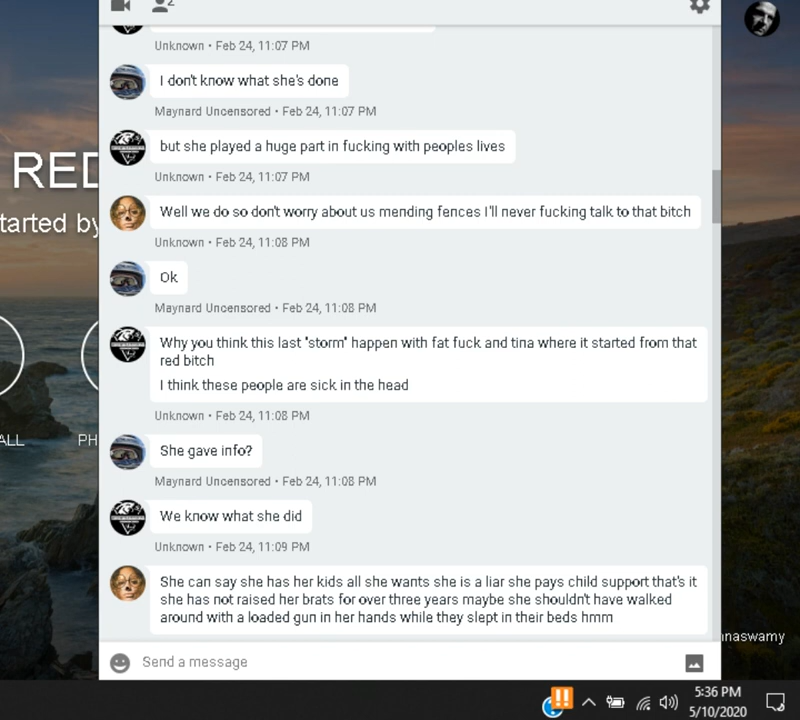 2
RED
tarted by
ALL
PH
Unknown • Feb 24, 11:07 PM
I don't know what she's done
Maynard Uncensored • Feb 24, 11:07 PM
but she played a huge part in fucking with peoples lives
Unknown • Feb 24, 11:07 PM
Well we do so don't worry about us mending fences I'll never fucking talk to that bitch
Unknown • Feb 24, 11:08 PM
Ok
Maynard Uncensored • Feb 24, 11:08 PM
Why you think this last "storm" happen with fat fuck and tina where it started from that
red bitch
I think these people are sick in the head
Unknown • Feb 24, 11:08 PM
She gave info?
Maynard Uncensored • Feb 24, 11:08 PM
We know what she did
Unknown • Feb 24, 11:09 PM
She can say she has her kids all she wants she is a liar she pays child support that's it
she has not raised her brats for over three years maybe she shouldn't have walked
around with a loaded gun in her hands while they slept in their beds hmm
naswamy
Send a message
5:36 PM
5/10/2020